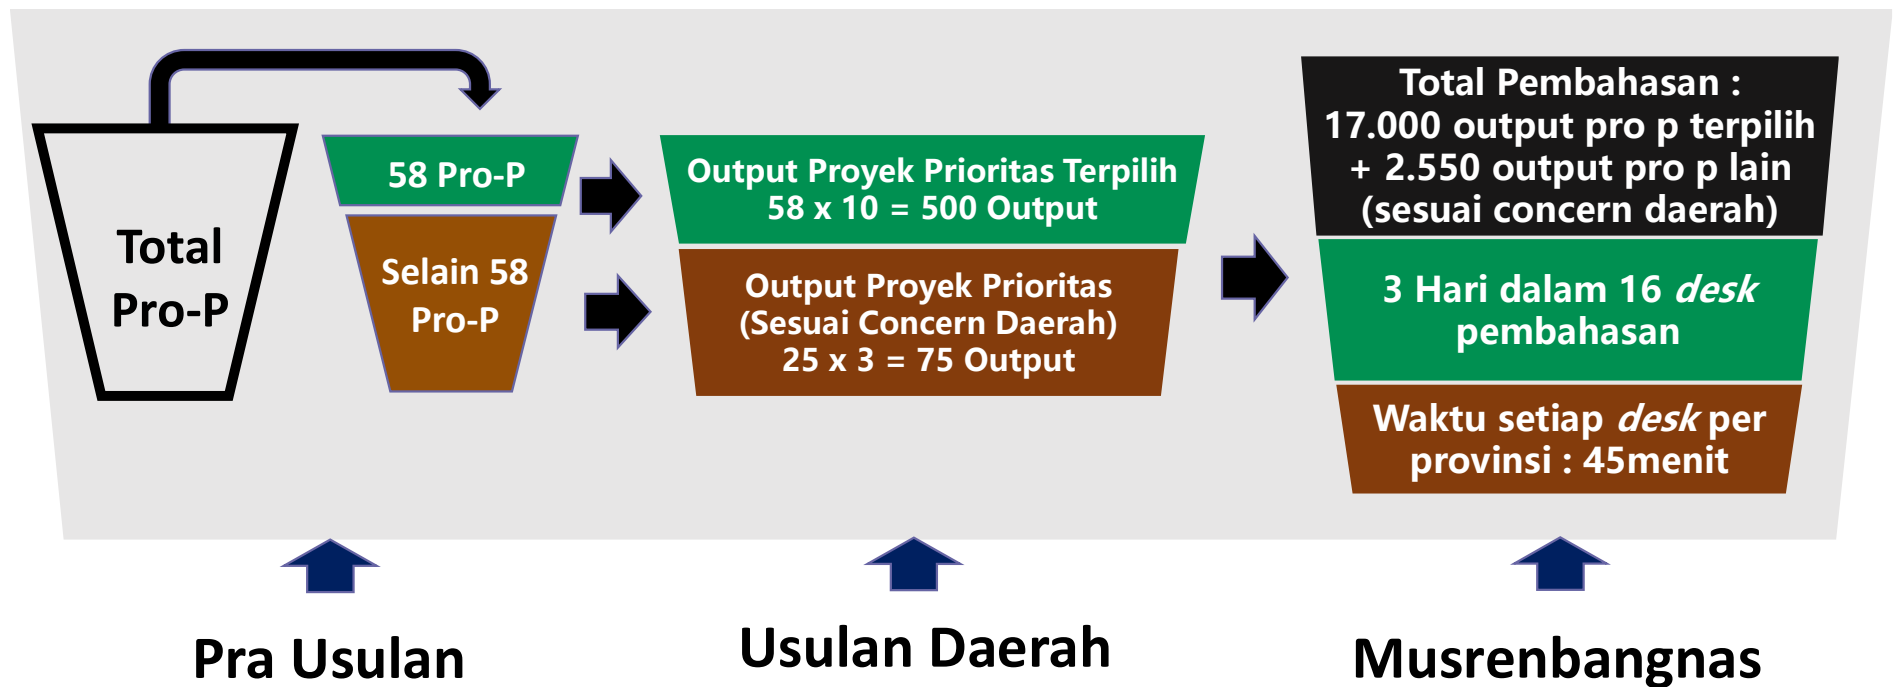 Total
Pro-P
58 Pro-P
Selain 58
Pro-P
Output Proyek Prioritas Terpilih
58 x 10 = 500 Output
Output Proyek Prioritas
(Sesuai Concern Daerah)
25 x 3 = 75 Output
Total Pembahasan :
17.000 output pro p terpilih
+ 2.550 output pro p lain
(sesuai concern daerah)
3 Hari dalam 16 desk
pembahasan
Waktu setiap desk per
provinsi : 45menit
Pra Usulan
Usulan Daerah
Musrenbangnas